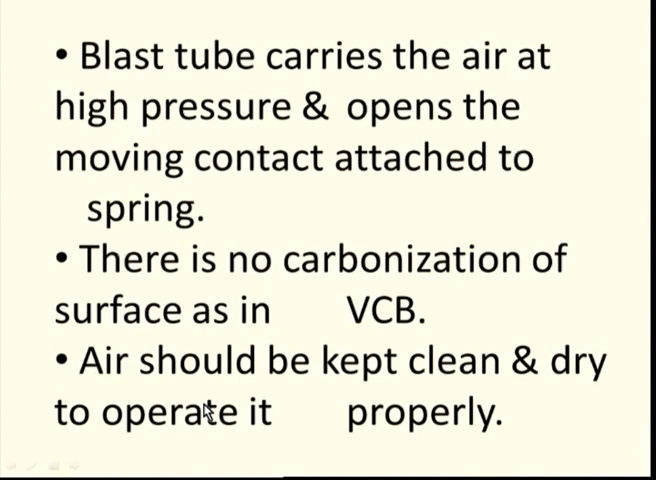 • Blast tube carries the air at
high pressure & opens the
moving contact attached to
spring.
• There is no carbonization of
surface as in VCB.
• Air should be kept clean & dry
to operate it properly.